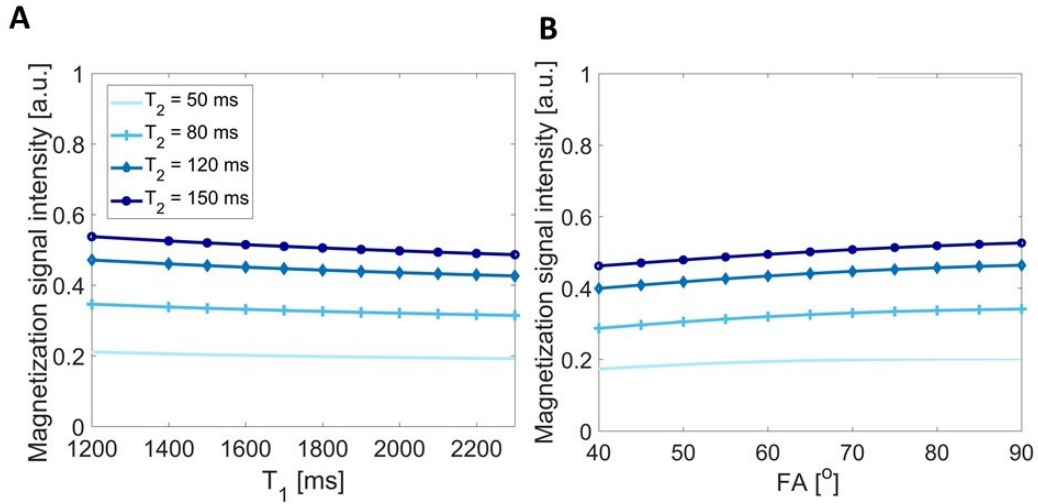 A
Magnetization signal intensity [a.u.]
1
0.8
0.6
0.4
0.2
0
T2 = 50 ms
T2 = 80 ms
T2 = 120 ms
T2 = 150 ms
1200 1400 1600 1800 2000 2200
T1 [ms]
B
Magnetization signal intensity [a.u.]
1
0.8
0.6
0.4
0.2
0
40 50 60 70 80 90
FA [o]